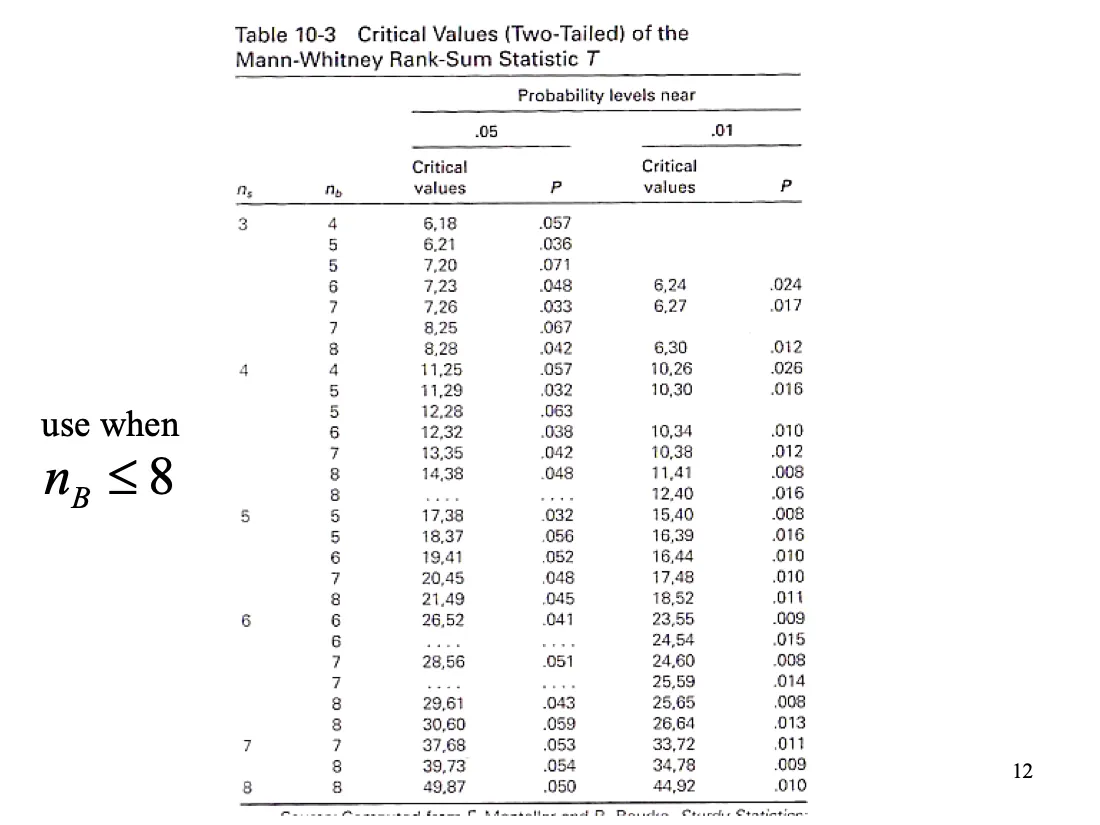 Table 10-3 Critical Values (Two-Tailed) of the
Mann-Whitney Rank-Sum Statistic T
Probability levels near
.05 .01
Critical Critical
nₛ n_b values P values P
3 4 6,18 .057
5 6,21 .036
5 7,20 .071
6 7,23 .048 6,24 .024
7 7,26 .033 6,27 .017
7 8,25 .067
8 8,28 .042 6,30 .012
4 4 11,25 .057 10,26 .026
5 11,29 .032 10,30 .016
5 12,28 .063
6 12,32 .038 10,34 .010
7 13,35 .042 10,38 .012
8 14,38 .048 11,41 .008
8 .... .... 12,40 .016
5 5 17,38 .032 15,40 .008
5 18,37 .056 16,39 .016
6 19,41 .052 16,44 .010
7 20,45 .048 17,48 .010
8 21,49 .045 18,52 .011
6 6 26,52 .041 23,55 .009
6 .... .... 24,54 .015
7 28,56 .051 24,60 .008
7 .... .... 25,59 .014
8 29,61 .043 25,65 .008
8 30,60 .059 26,64 .013
7 7 37,68 .053 33,72 .011
8 39,73 .054 34,78 .009
8 8 49,87 .050 44,92 .010
use when
n_B ≤ 8
12